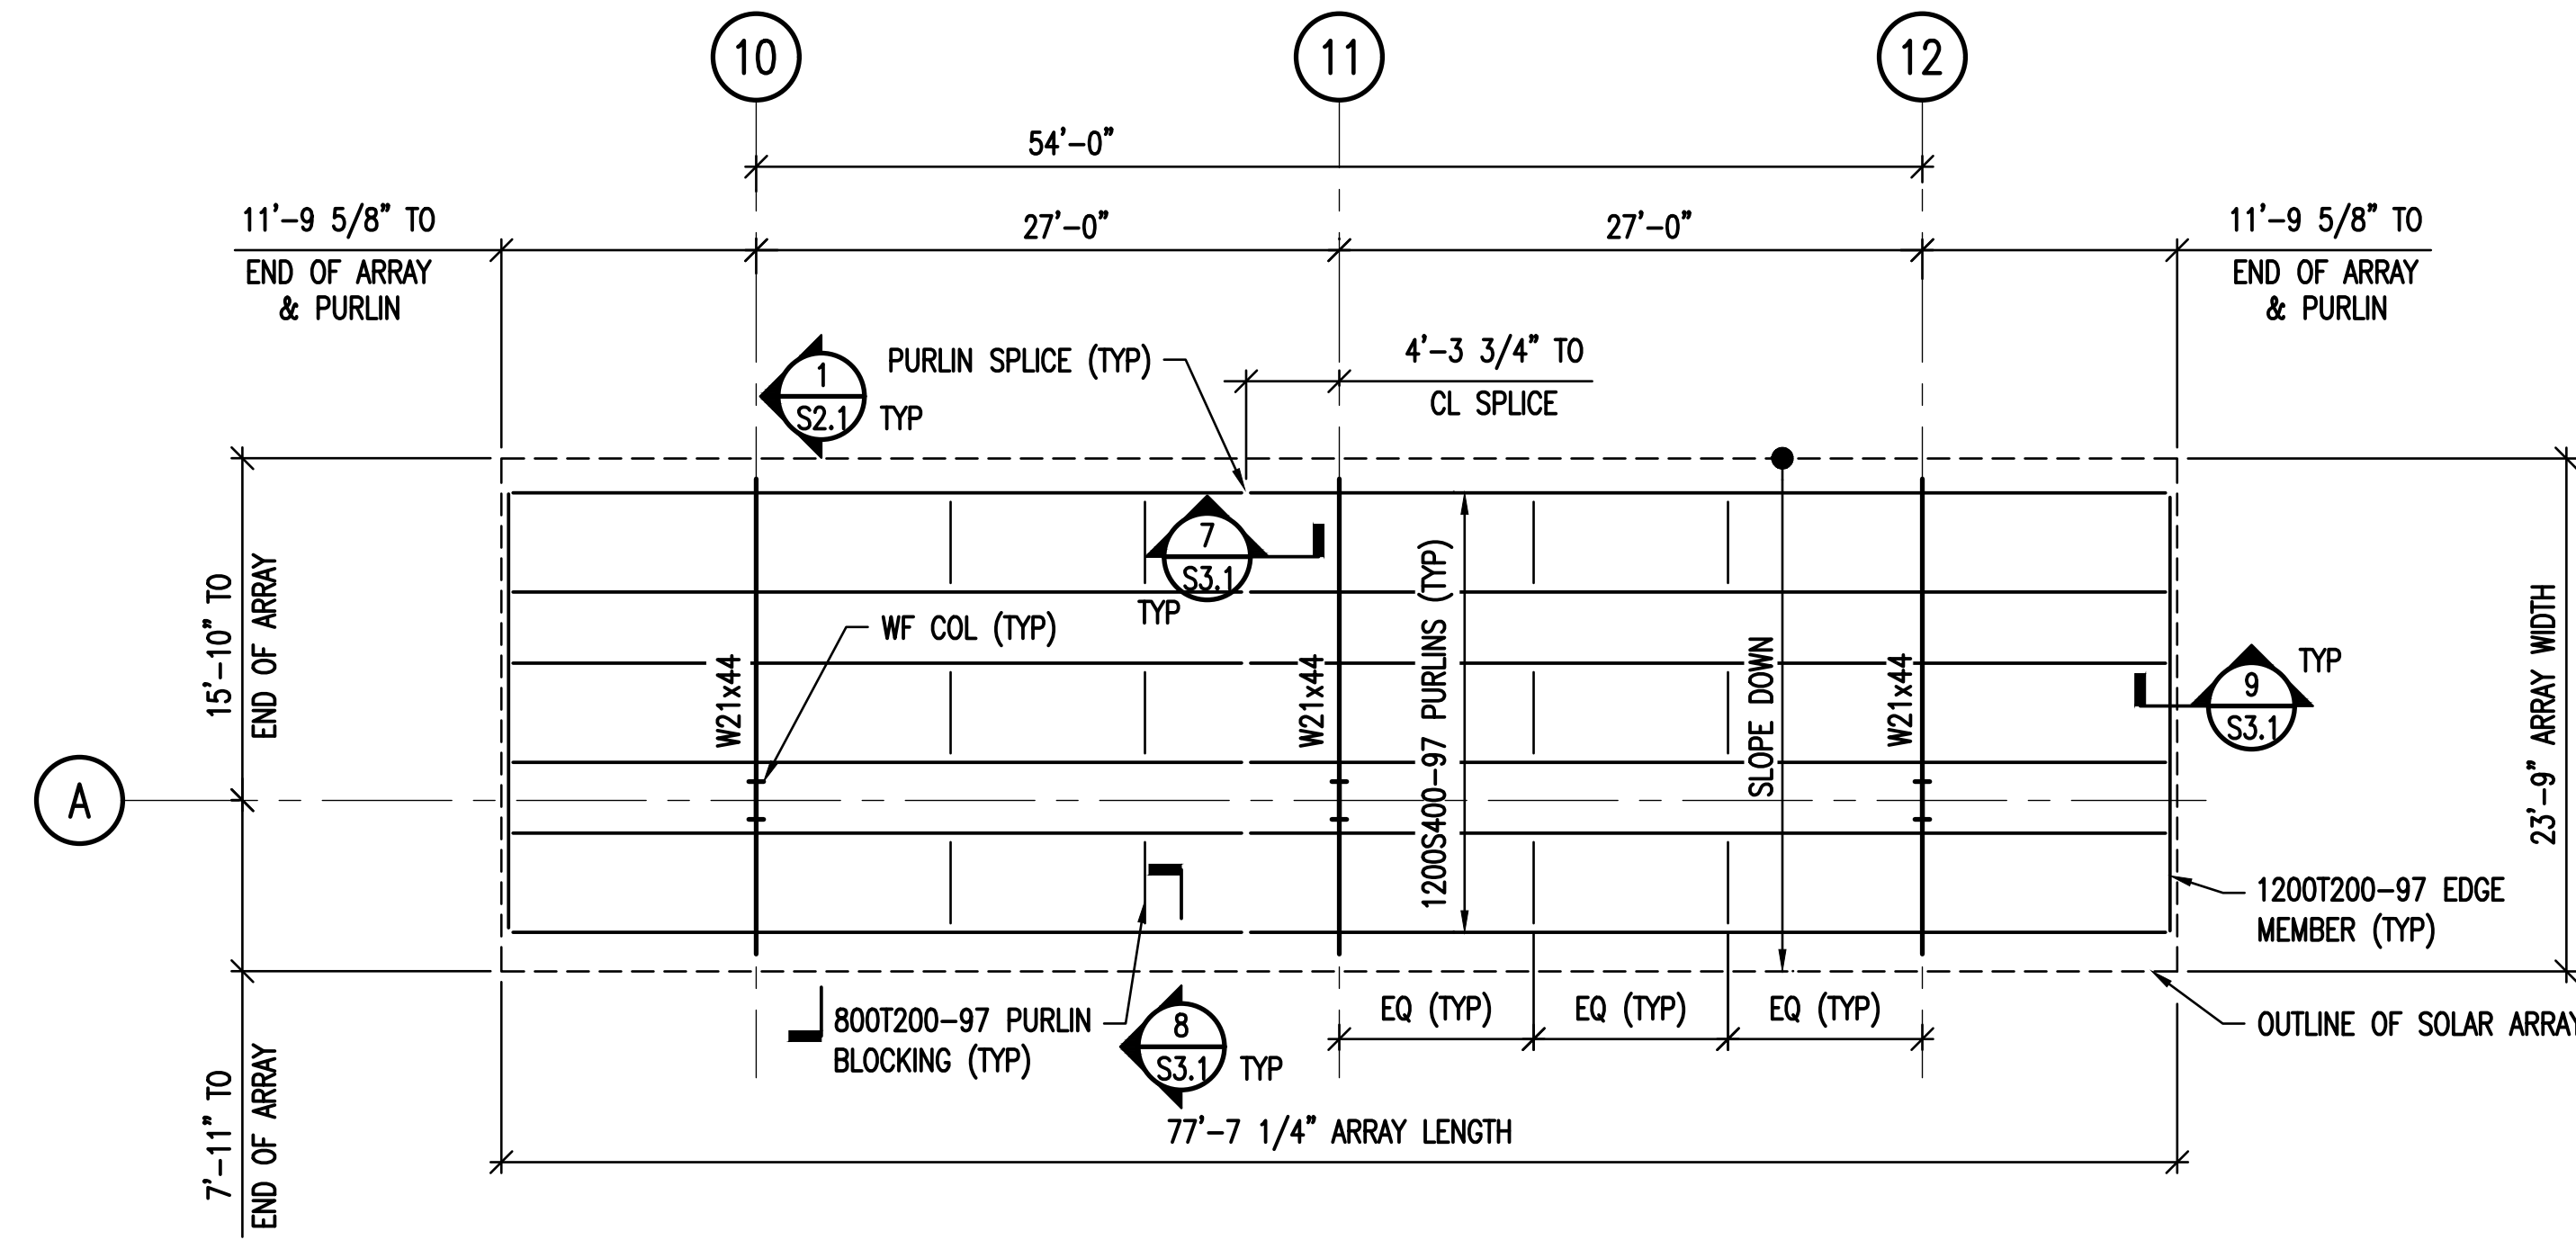 10
11
12
54'-0"
11'-9 5/8" TO
END OF ARRAY
& PURLIN
27'-0"
27'-0"
11'-9 5/8" TO
END OF ARRAY
& PURLIN
1
S2.1
TYP
PURLIN SPLICE (TYP)
4'-3 3/4" TO
CL SPLICE
7
S3.1
TYP
WF COL (TYP)
15'-10" TO
END OF ARRAY
W21x44
W21x44
1200S400-97 PURLINS (TYP)
SLOPE DOWN
W21x44
9
S3.1
TYP
23'-9" ARRAY WIDTH
A
1200T200-97 EDGE
MEMBER (TYP)
OUTLINE OF SOLAR ARRAY
800T200-97 PURLIN
BLOCKING (TYP)
8
S3.1
TYP
EQ (TYP)
EQ (TYP)
EQ (TYP)
7'-11" TO
END OF ARRAY
77'-7 1/4" ARRAY LENGTH